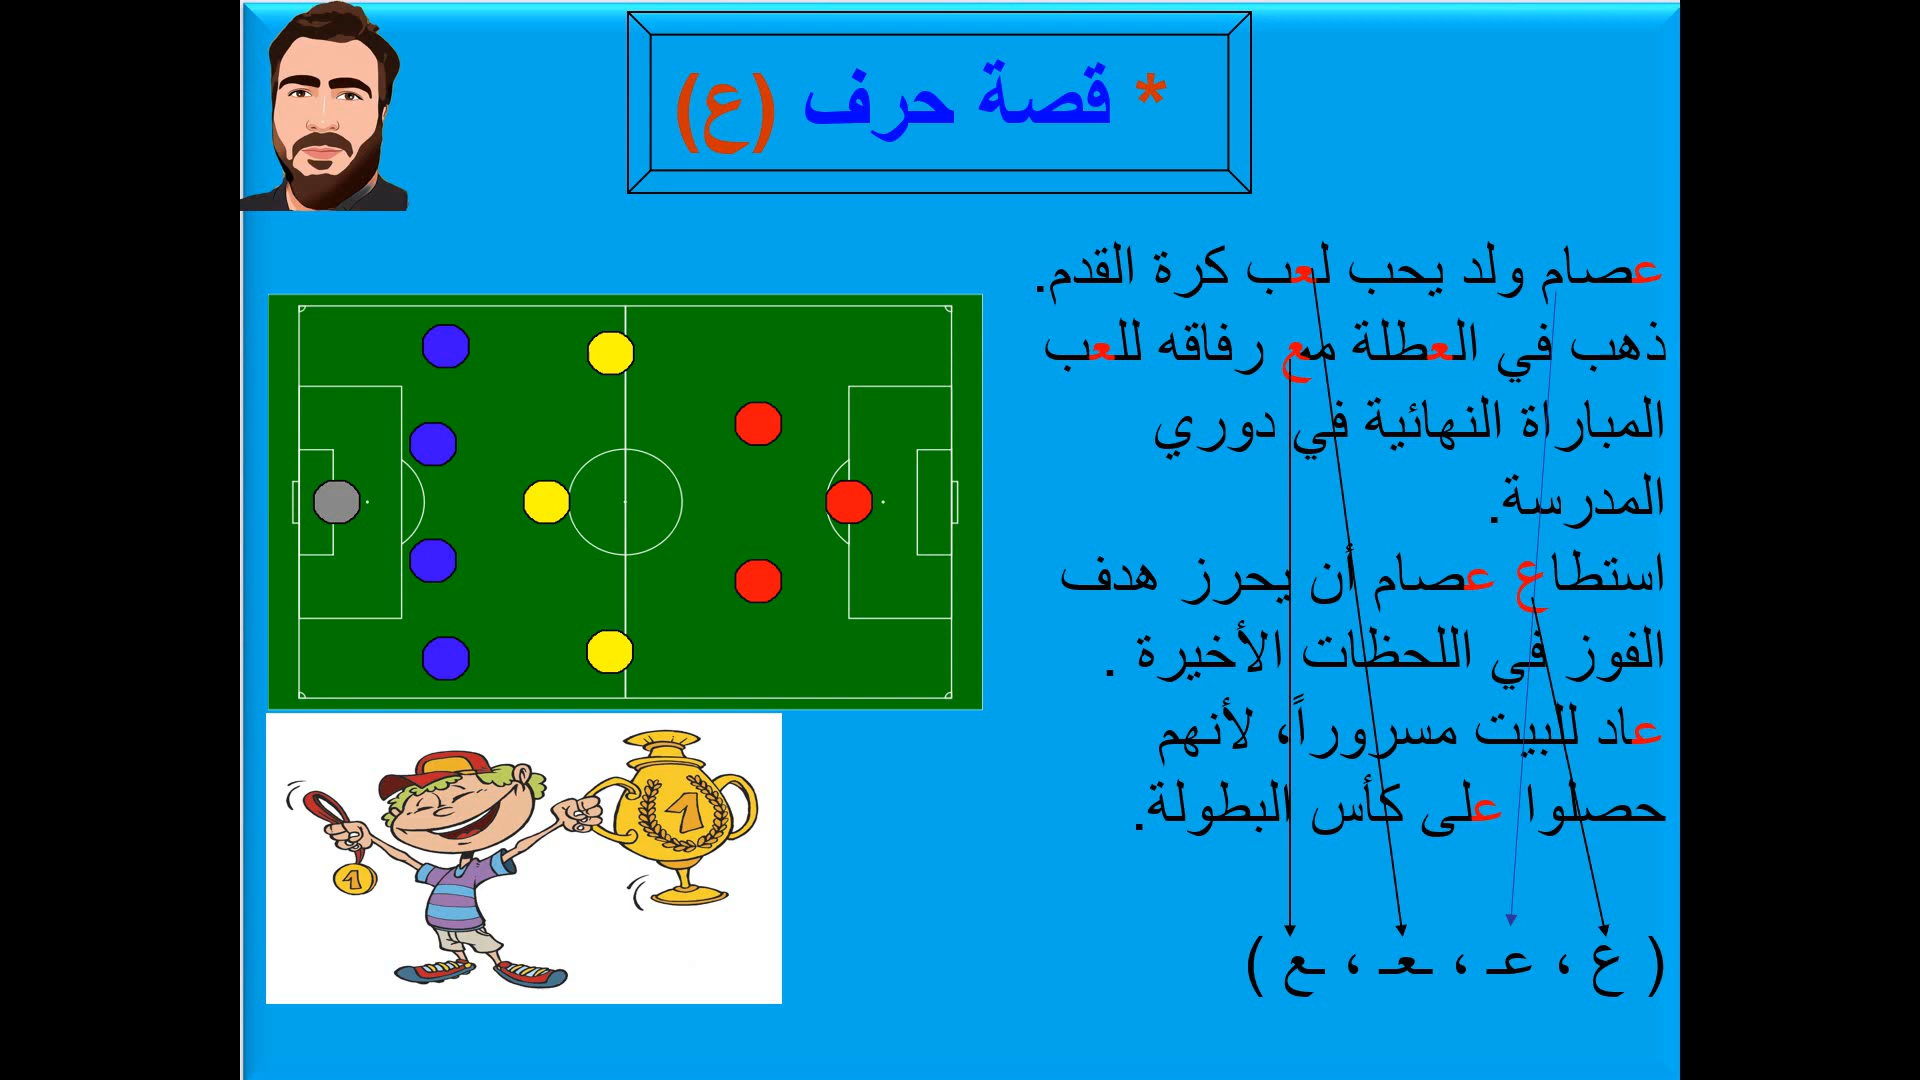 * قصة حرف (ع)
عصام ولد يحب لعب كرة القدم.
ذهب في العطلة مع رفاقه للعب
المباراة النهائية في دوري
المدرسة.
استطاع عصام أن يحرز هدف
الفوز في اللحظات الأخيرة .
عاد للبيت مسروراً، لأنهم
حصلوا على كأس البطولة.
( ع ، عـ ، ـعـ ، ـع )
1
1